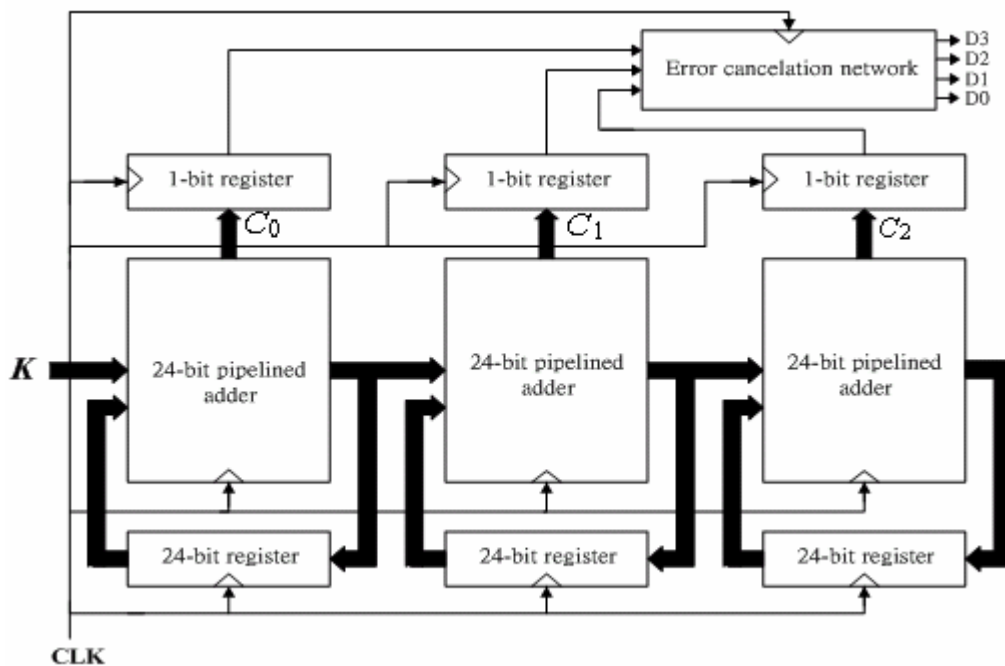 D3
D2
Error cancelation network
D1
D0
1-bit register
1-bit register
1-bit register
C0
C1
C2
K
24-bit pipelined
adder
24-bit pipelined
adder
24-bit pipelined
adder
24-bit register
24-bit register
24-bit register
CLK